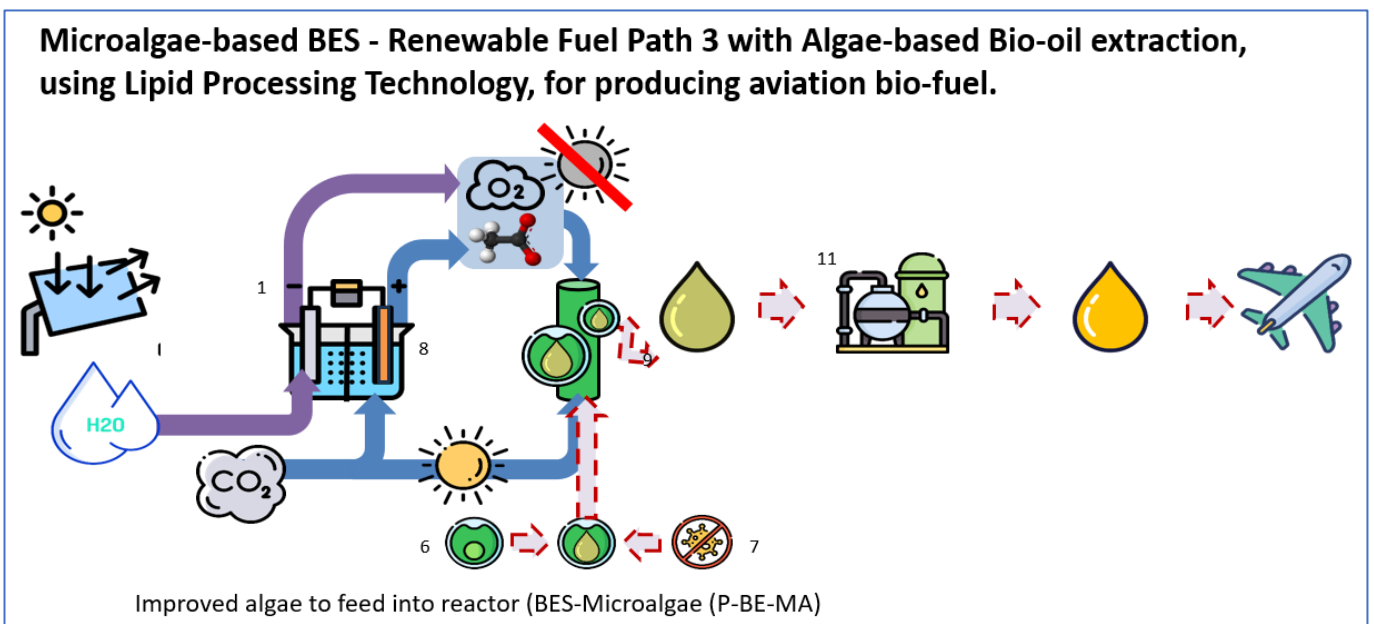 Microalgae-based BES - Renewable Fuel Path 3 with Algae-based Bio-oil extraction,
using Lipid Processing Technology, for producing aviation bio-fuel.
O2
11
1
-
+
8
9
H2O
CO2
6
7
Improved algae to feed into reactor (BES-Microalgae (P-BE-MA)